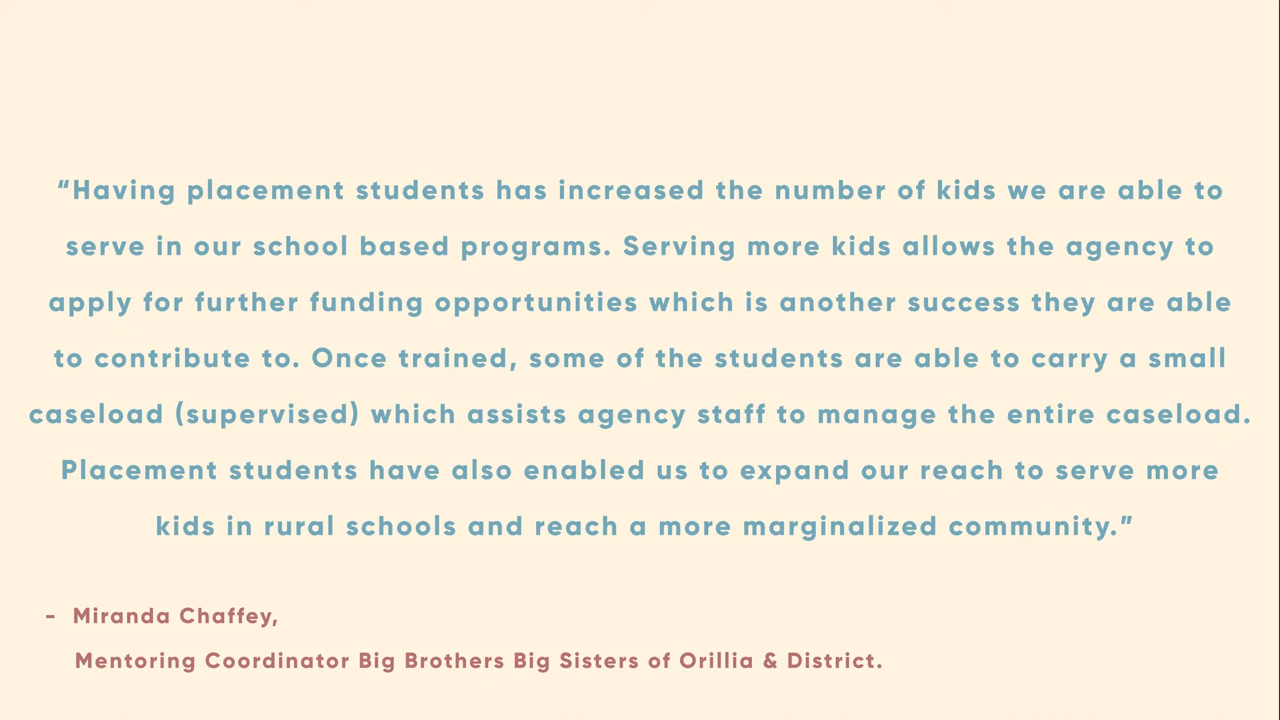 “Having placement students has increased the number of kids we are able to
serve in our school based programs. Serving more kids allows the agency to
apply for further funding opportunities which is another success they are able
to contribute to. Once trained, some of the students are able to carry a small
caseload (supervised) which assists agency staff to manage the entire caseload.
Placement students have also enabled us to expand our reach to serve more
kids in rural schools and reach a more marginalized community.”
- Miranda Chaffey,
Mentoring Coordinator Big Brothers Big Sisters of Orillia & District.